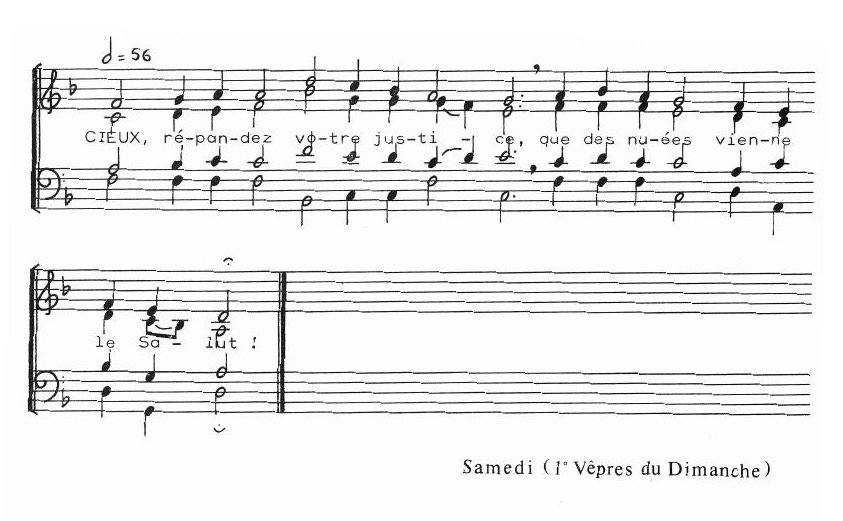 ♩ = 56
CIEUX, ré-pan-dez vo-tre jus-ti - ce, que des nu-ées vien-ne
le Sa - lut !
Samedi (1° Vêpres du Dimanche)